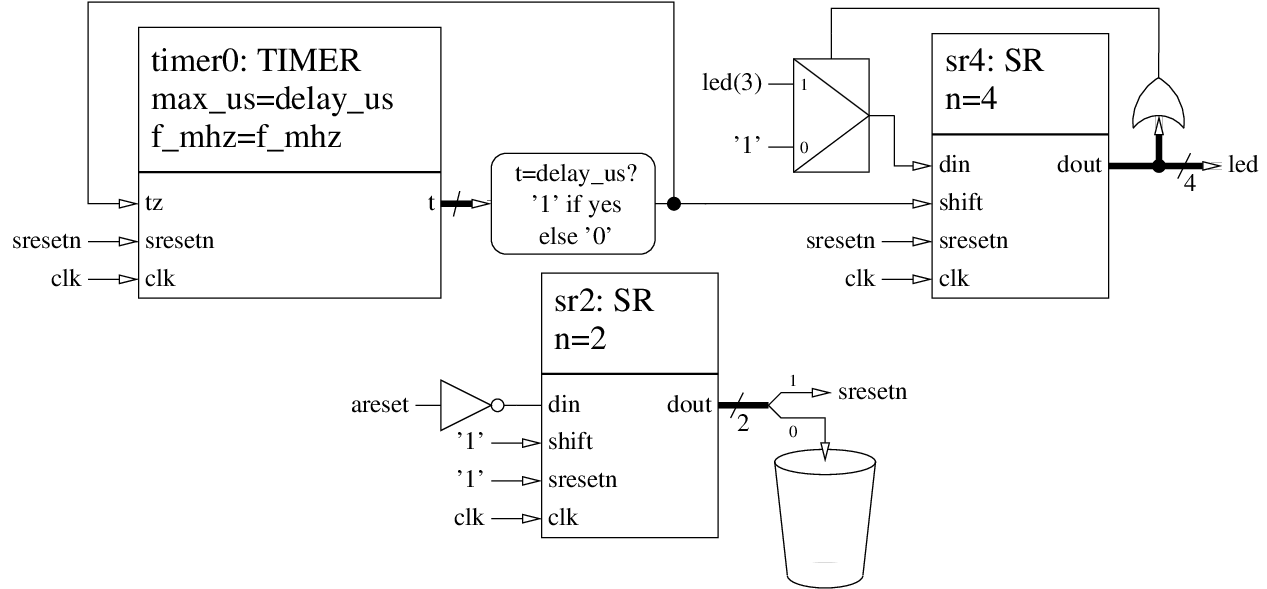 timer0: TIMER
max_us=delay_us
f_mhz=f_mhz
tz
t
sresetn
sresetn
clk
clk
t=delay_us?
’1’ if yes
else ’0’
led(3)
1
’1’
0
sr4: SR
n=4
din
dout
4
led
shift
sresetn
sresetn
clk
clk
sr2: SR
n=2
areset
din
dout
2
1
sresetn
0
’1’
shift
’1’
sresetn
clk
clk